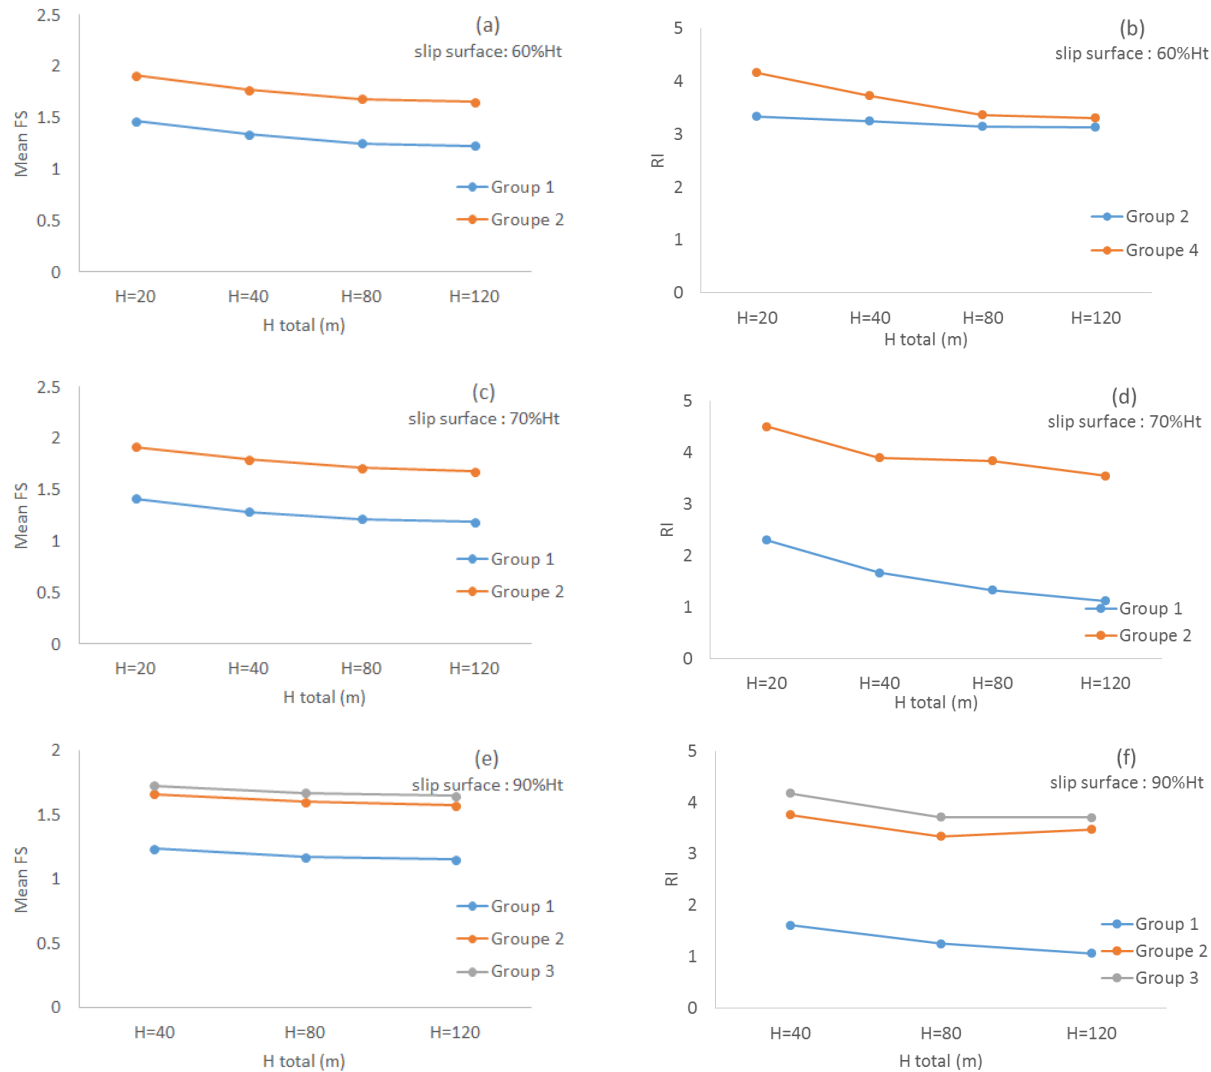 (a)
slip surface: 60%Ht
2.5
2
1.5
1
0.5
0
Mean FS
Group 1
Groupe 2
H=20 H=40 H=80 H=120
H total (m)
(b)
slip surface : 60%Ht
5
4
3
2
1
0
RI
Group 2
Groupe 4
H=20 H=40 H=80 H=120
H total (m)
(c)
slip surface : 70%Ht
2.5
2
1.5
1
0.5
0
Mean FS
Group 1
Groupe 2
H=20 H=40 H=80 H=120
H total (m)
(d)
slip surface : 70%Ht
5
4
3
2
1
0
RI
Group 1
Groupe 2
H=20 H=40 H=80 H=120
H total (m)
(e)
slip surface : 90%Ht
2
1.5
1
0.5
0
Mean FS
Group 1
Groupe 2
Group 3
H=40 H=80 H=120
H total (m)
(f)
slip surface : 90%Ht
5
4
3
2
1
0
RI
Group 1
Groupe 2
Group 3
H=40 H=80 H=120
H total (m)